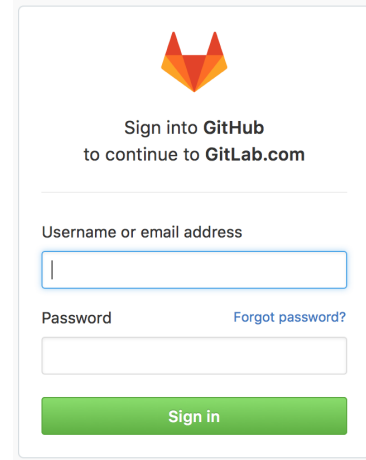 Sign into GitHub
to continue to GitLab.com
Username or email address
Password Forgot password?
Sign in